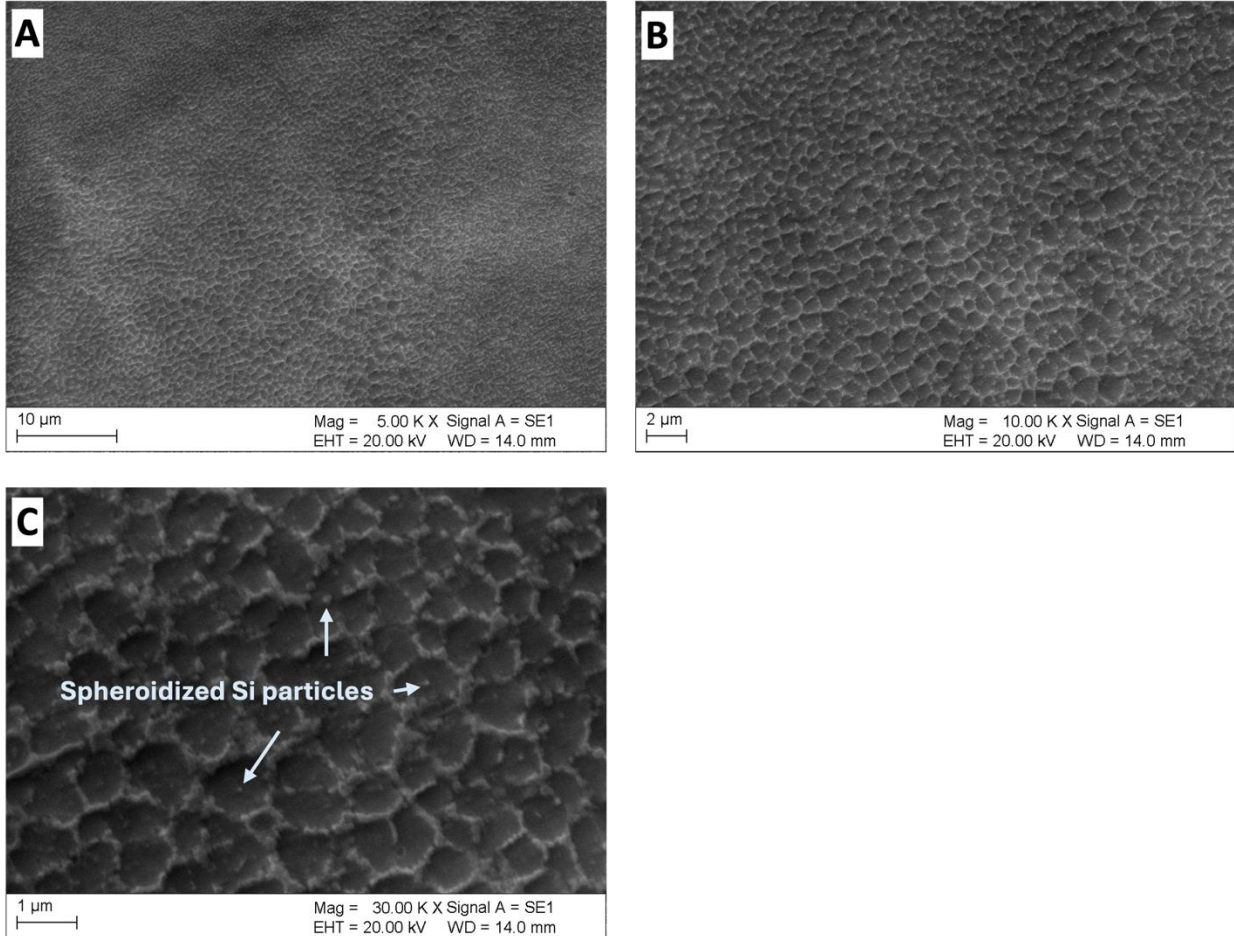 A
10 µm
Mag = 5.00 K X Signal A = SE1
EHT = 20.00 kV WD = 14.0 mm
B
2 µm
Mag = 10.00 K X Signal A = SE1
EHT = 20.00 kV WD = 14.0 mm
C
Spheroidized Si particles
1 µm
Mag = 30.00 K X Signal A = SE1
EHT = 20.00 kV WD = 14.0 mm